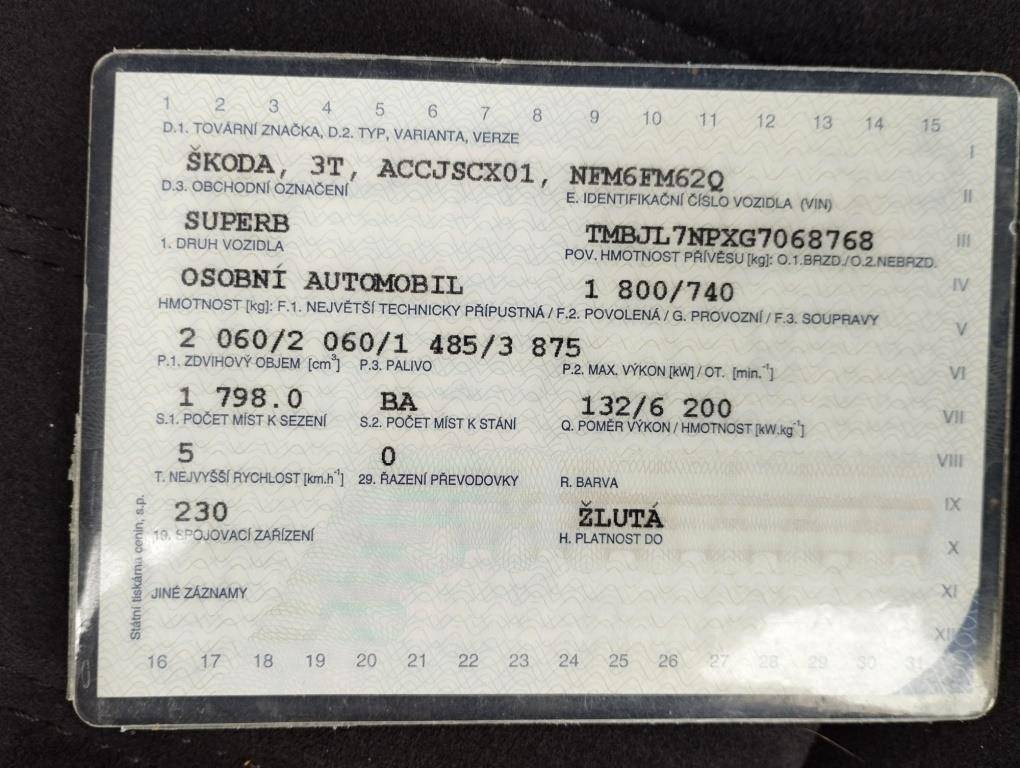 1 2 3 4 5 6 7 8 9 10 11 12 13 14 15
D.1. TOVÁRNÍ ZNAČKA, D.2. TYP, VARIANTA, VERZE
I
ŠKODA, 3T, ACCJSCX01, NFM6FM62Q
D.3. OBCHODNÍ OZNAČENÍ E. IDENTIFIKAČNÍ ČÍSLO VOZIDLA (VIN)
II
SUPERB TMBJL7NPXG7068768
III
1. DRUH VOZIDLA POV. HMOTNOST PŘÍVĚSU [kg]: O.1.BRZD./O.2.NEBRZD.
OSOBNÍ AUTOMOBIL 1 800/740
IV
HMOTNOST [kg]: F.1. NEJVĚTŠÍ TECHNICKY PŘÍPUSTNÁ / F.2. POVOLENÁ / G. PROVOZNÍ / F.3. SOUPRAVY
V
2 060/2 060/1 485/3 875
P.1. ZDVIHOVÝ OBJEM [cm³] P.3. PALIVO P.2. MAX. VÝKON [kW] / OT. [min.⁻¹]
VI
1 798.0 BA 132/6 200
VII
S.1. POČET MÍST K SEZENÍ S.2. POČET MÍST K STÁNÍ Q. POMĚR VÝKON / HMOTNOST [kW.kg⁻¹]
5 0
VIII
T. NEJVYŠŠÍ RYCHLOST [km.h⁻¹] 29. ŘAZENÍ PŘEVODOVKY R. BARVA
230 ŽLUTÁ
IX
19. SPOJOVACÍ ZAŘÍZENÍ H. PLATNOST DO
X
JINÉ ZÁZNAMY
XI
XII
Státní tiskárna cenin, s.p.
16 17 18 19 20 21 22 23 24 25 26 27 28 29 30 31